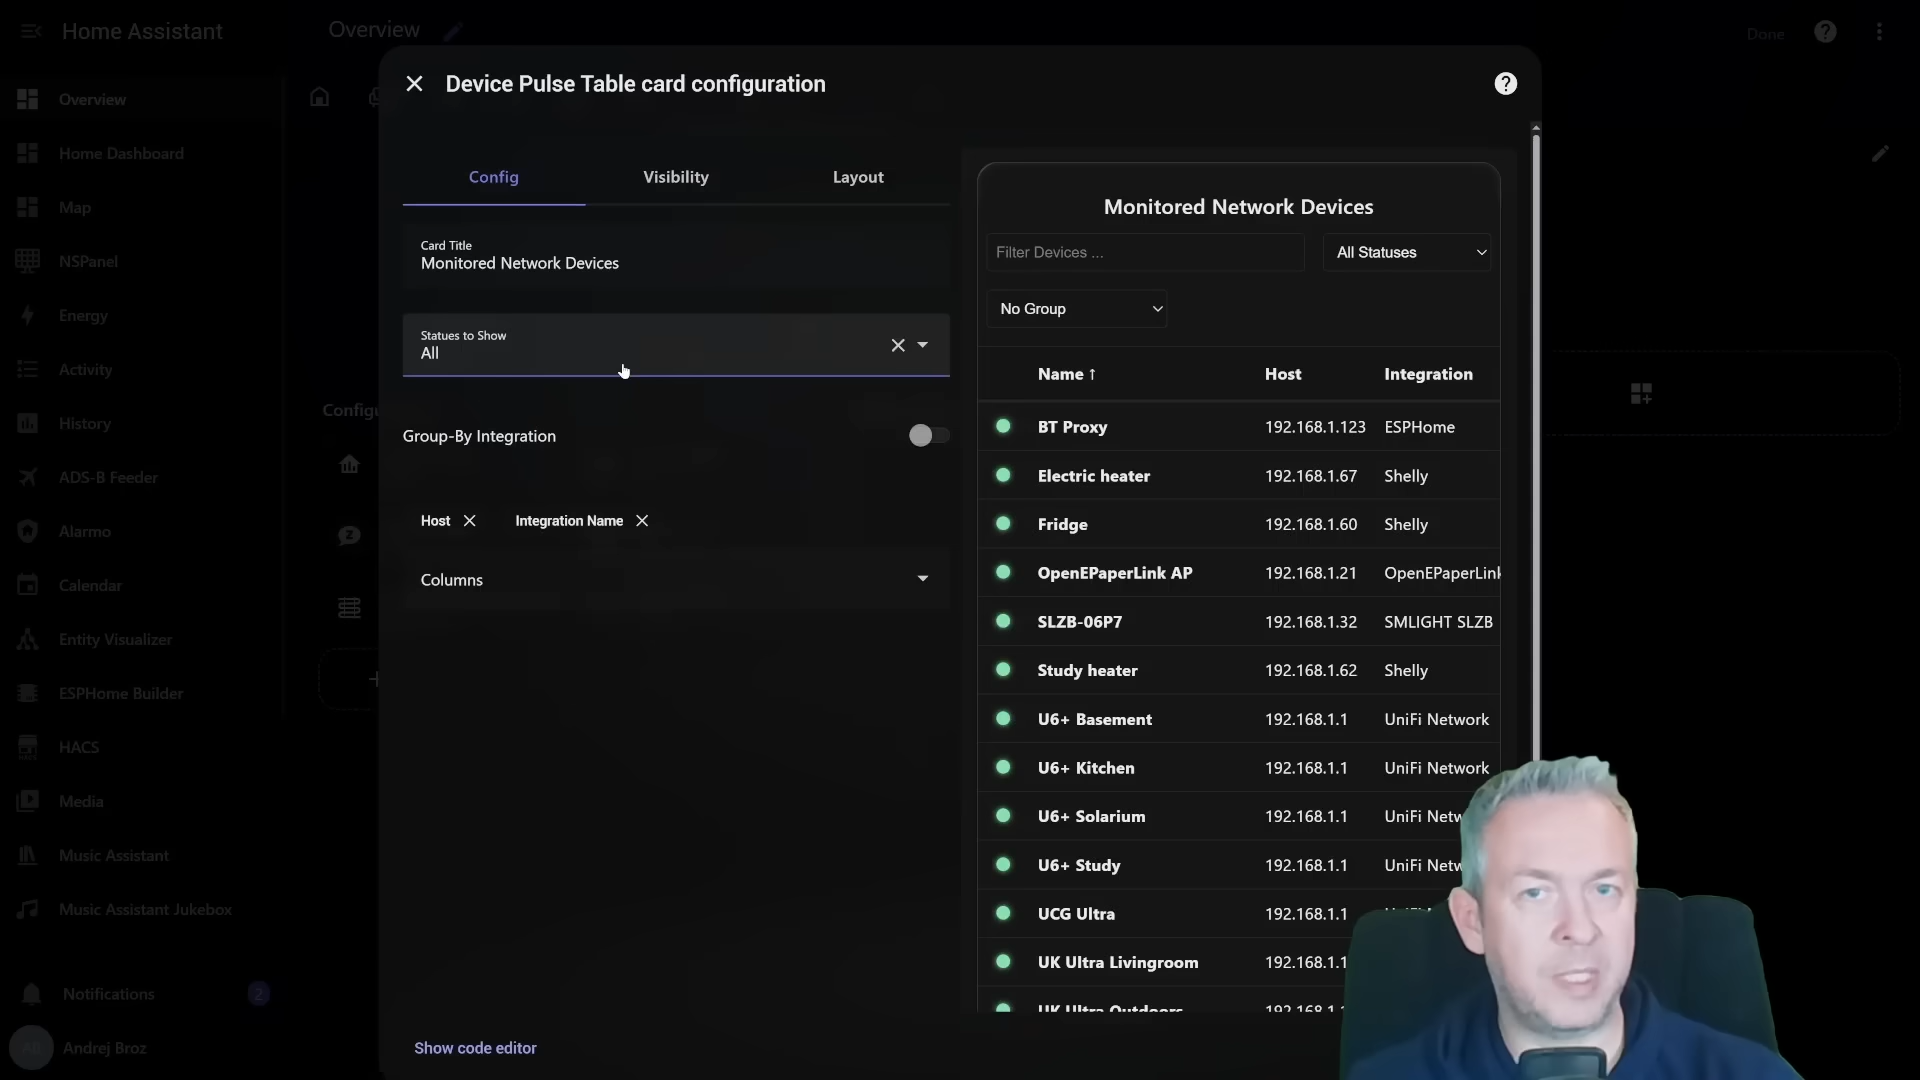 Home Assistant
Overview
Done
Overview
Home Dashboard
Map
NSPanel
Energy
Activity
History
ADS-B Feeder
Alarmo
Calendar
Entity Visualizer
ESPHome Builder
HACS
Media
Music Assistant
Music Assistant Jukebox
Notifications 2
Andrej Broz
Device Pulse Table card configuration
Config Visibility Layout
Card Title
Monitored Network Devices
Statues to Show
All
Group-By Integration
Host Integration Name
Columns
Show code editor
Monitored Network Devices
Filter Devices ... All Statuses
No Group
Name ↑ Host Integration
BT Proxy 192.168.1.123 ESPHome
Electric heater 192.168.1.67 Shelly
Fridge 192.168.1.60 Shelly
OpenEPaperLink AP 192.168.1.21 OpenEPaperLink
SLZB-06P7 192.168.1.32 SMLIGHT SLZB
Study heater 192.168.1.62 Shelly
U6+ Basement 192.168.1.1 UniFi Network
U6+ Kitchen 192.168.1.1 UniFi Network
U6+ Solarium 192.168.1.1 UniFi Netw
U6+ Study 192.168.1.1 UniFi Netw
UCG Ultra 192.168.1.1
UK Ultra Livingroom 192.168.1.1
UK Ultra Outdoors